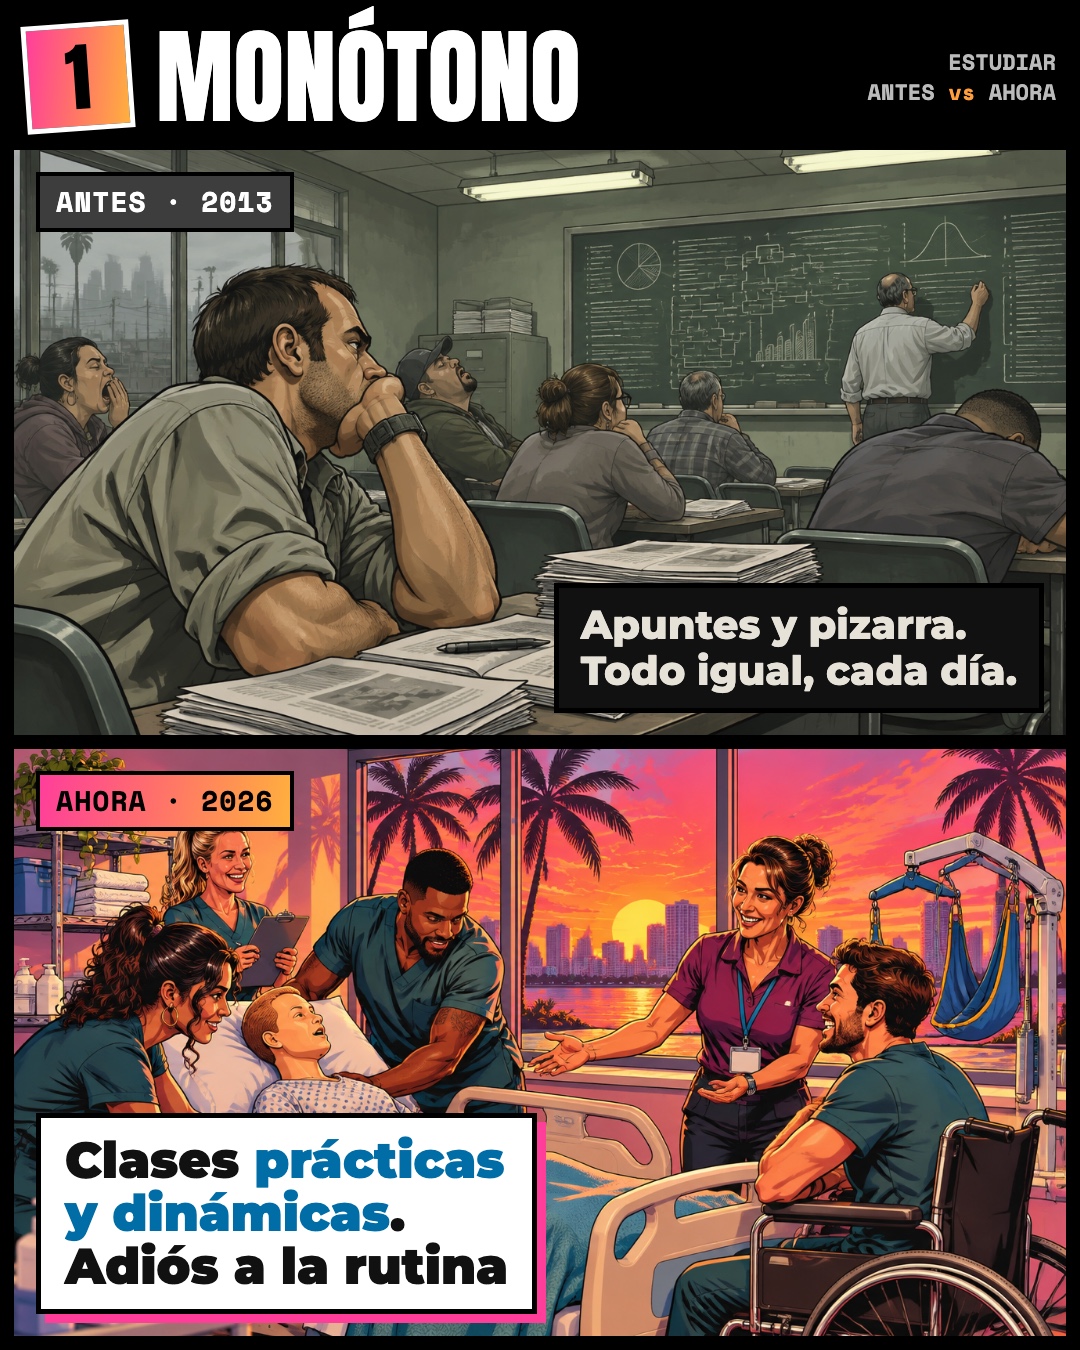 1 MONÓTONO
ESTUDIAR
ANTES vs AHORA
ANTES · 2013
Apuntes y pizarra.
Todo igual, cada día.
AHORA · 2026
Clases prácticas
y dinámicas.
Adiós a la rutina